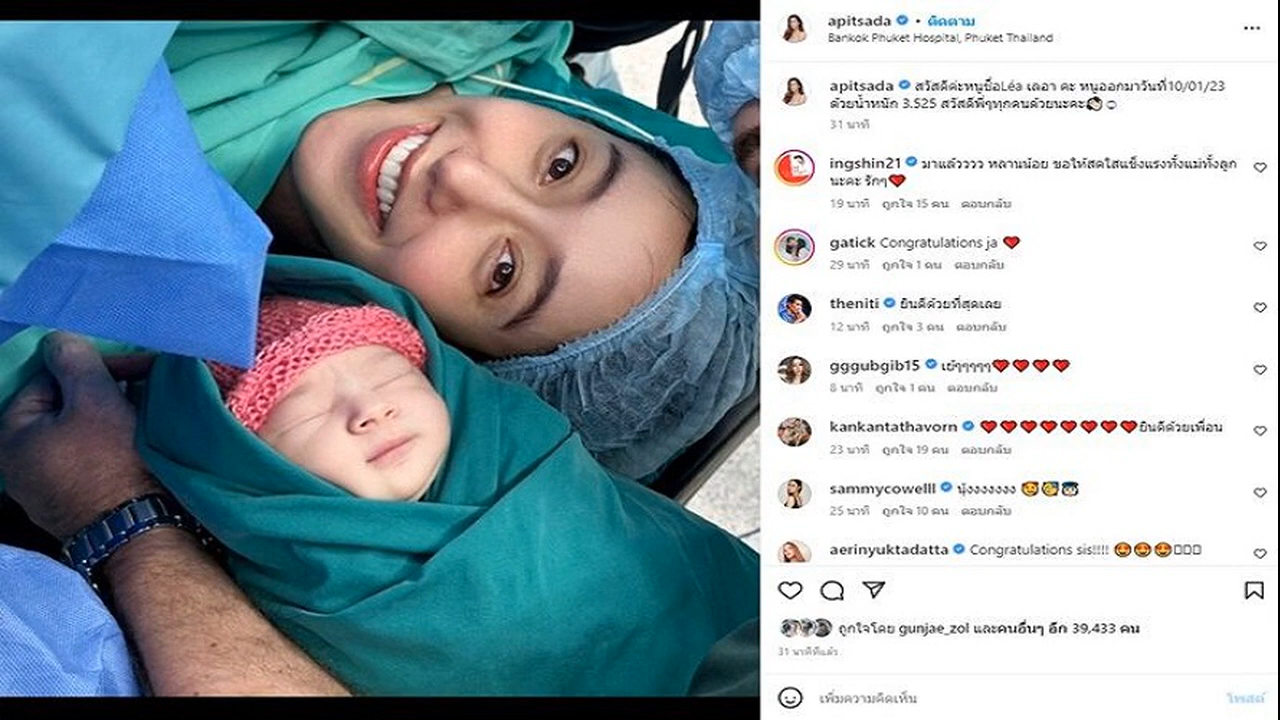 apitsada • ติดตาม
Bankok Phuket Hospital, Phuket Thailand
apitsada สวัสดีค่ะหนูชื่อLéa เลอา คะ หนูออกมาวันที่10/01/23
ด้วยน้ำหนัก 3.525 สวัสดีพี่ๆทุกคนด้วยนะคะ
31 นาที
ingshin21 มาแล้วววว หลานน้อย ขอให้สดใสแข็งแรงทั้งแม่ทั้งลูก
นะคะ รักๆ❤️
19 นาที ถูกใจ 15 คน ตอบกลับ
gatick Congratulations ja ❤️
29 นาที ถูกใจ 1 คน ตอบกลับ
theniti ยินดีด้วยที่สุดเลย
12 นาที ถูกใจ 3 คน ตอบกลับ
gggubgib15 เย้ๆๆๆๆๆ❤️❤️❤️❤️
8 นาที ถูกใจ 1 คน ตอบกลับ
kankantathavorn ❤️❤️❤️❤️❤️❤️❤️❤️ยินดีด้วยเพื่อน
23 นาที ถูกใจ 19 คน ตอบกลับ
sammycowelll นุ้งงงงงงง
25 นาที ถูกใจ 10 คน ตอบกลับ
aerinyuktadatta Congratulations sis!!!! 😍😍😍
ถูกใจโดย gunjae_zol และคนอื่นๆ อีก 39,433 คน
31 นาทีที่แล้ว
เพิ่มความคิดเห็น
โพสต์